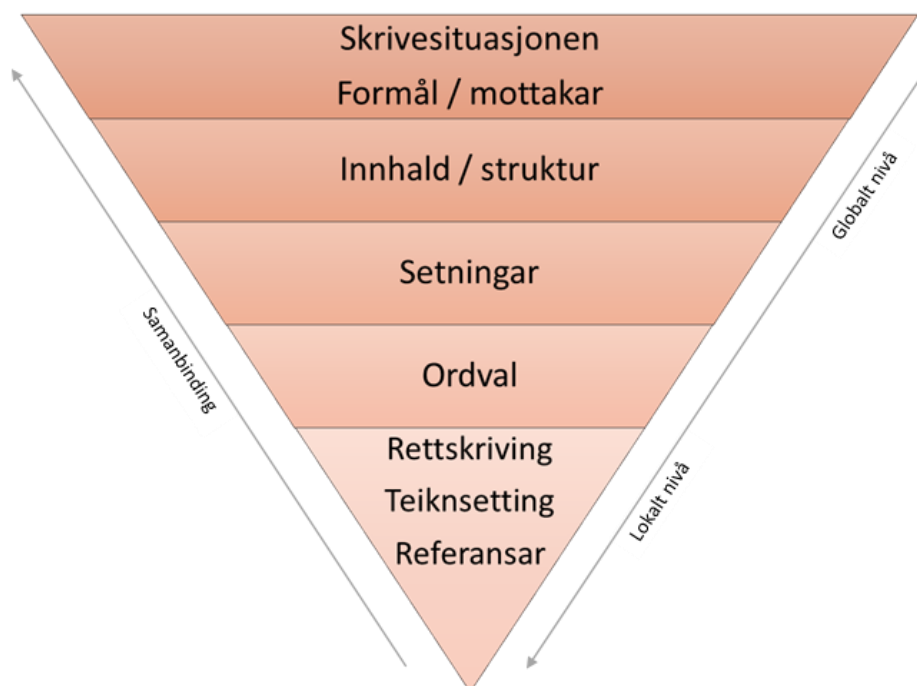 Skrivesituasjonen
Formål / mottakar
Innhald / struktur
Setningar
Ordval
Rettskriving
Teiknsetting
Referansar
Samanbinding
Globalt nivå
Lokalt nivå